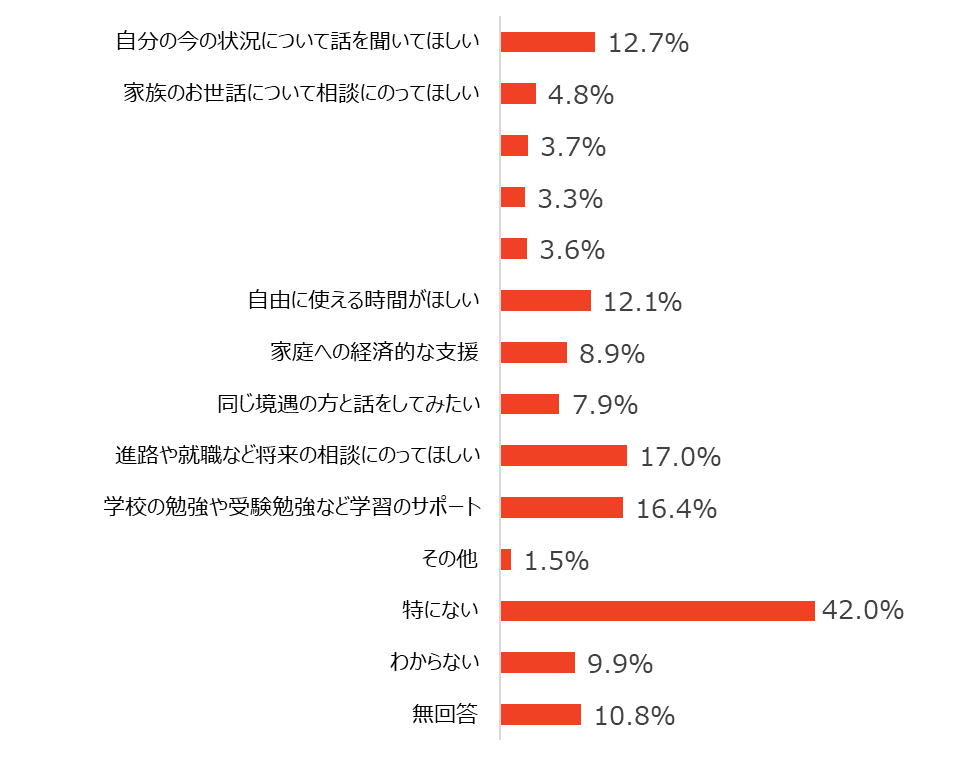 自分の今の状況について話を聞いてほしい 12.7%
家族のお世話について相談にのってほしい 4.8%
3.7%
3.3%
3.6%
自由に使える時間がほしい 12.1%
家庭への経済的な支援 8.9%
同じ境遇の方と話をしてみたい 7.9%
進路や就職など将来の相談にのってほしい 17.0%
学校の勉強や受験勉強など学習のサポート 16.4%
その他 1.5%
特にない 42.0%
わからない 9.9%
無回答 10.8%